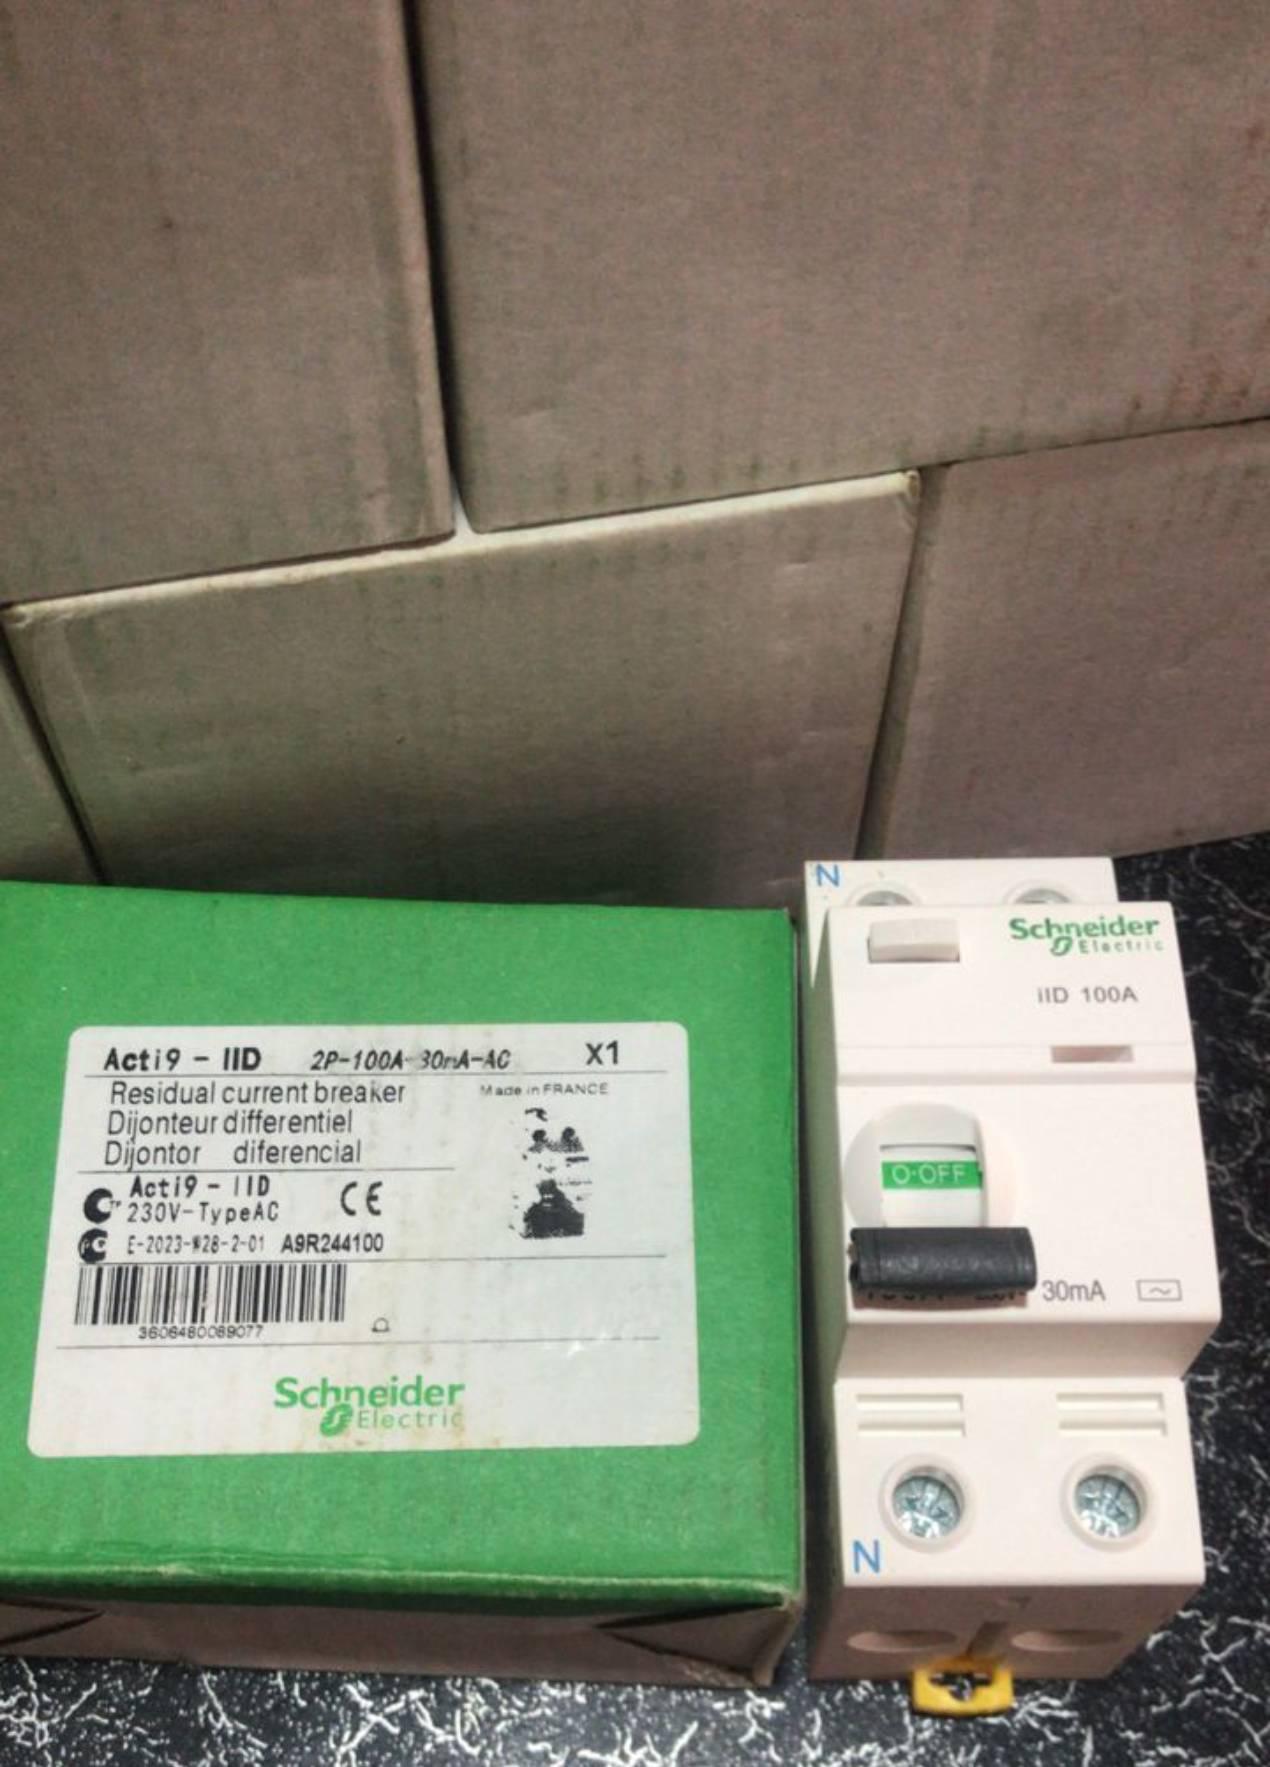 Acti9 - IID 2P-100A-30mA-AC X1
Residual current breaker Made in FRANCE
Dijonteur differentiel
Dijontor diferencial
Acti9 - IID
230V-TypeAC CE
A9R244100
3606480089077
Schneider
Electric
N
Schneider
Electric
iID 100A
O·OFF
30mA
N